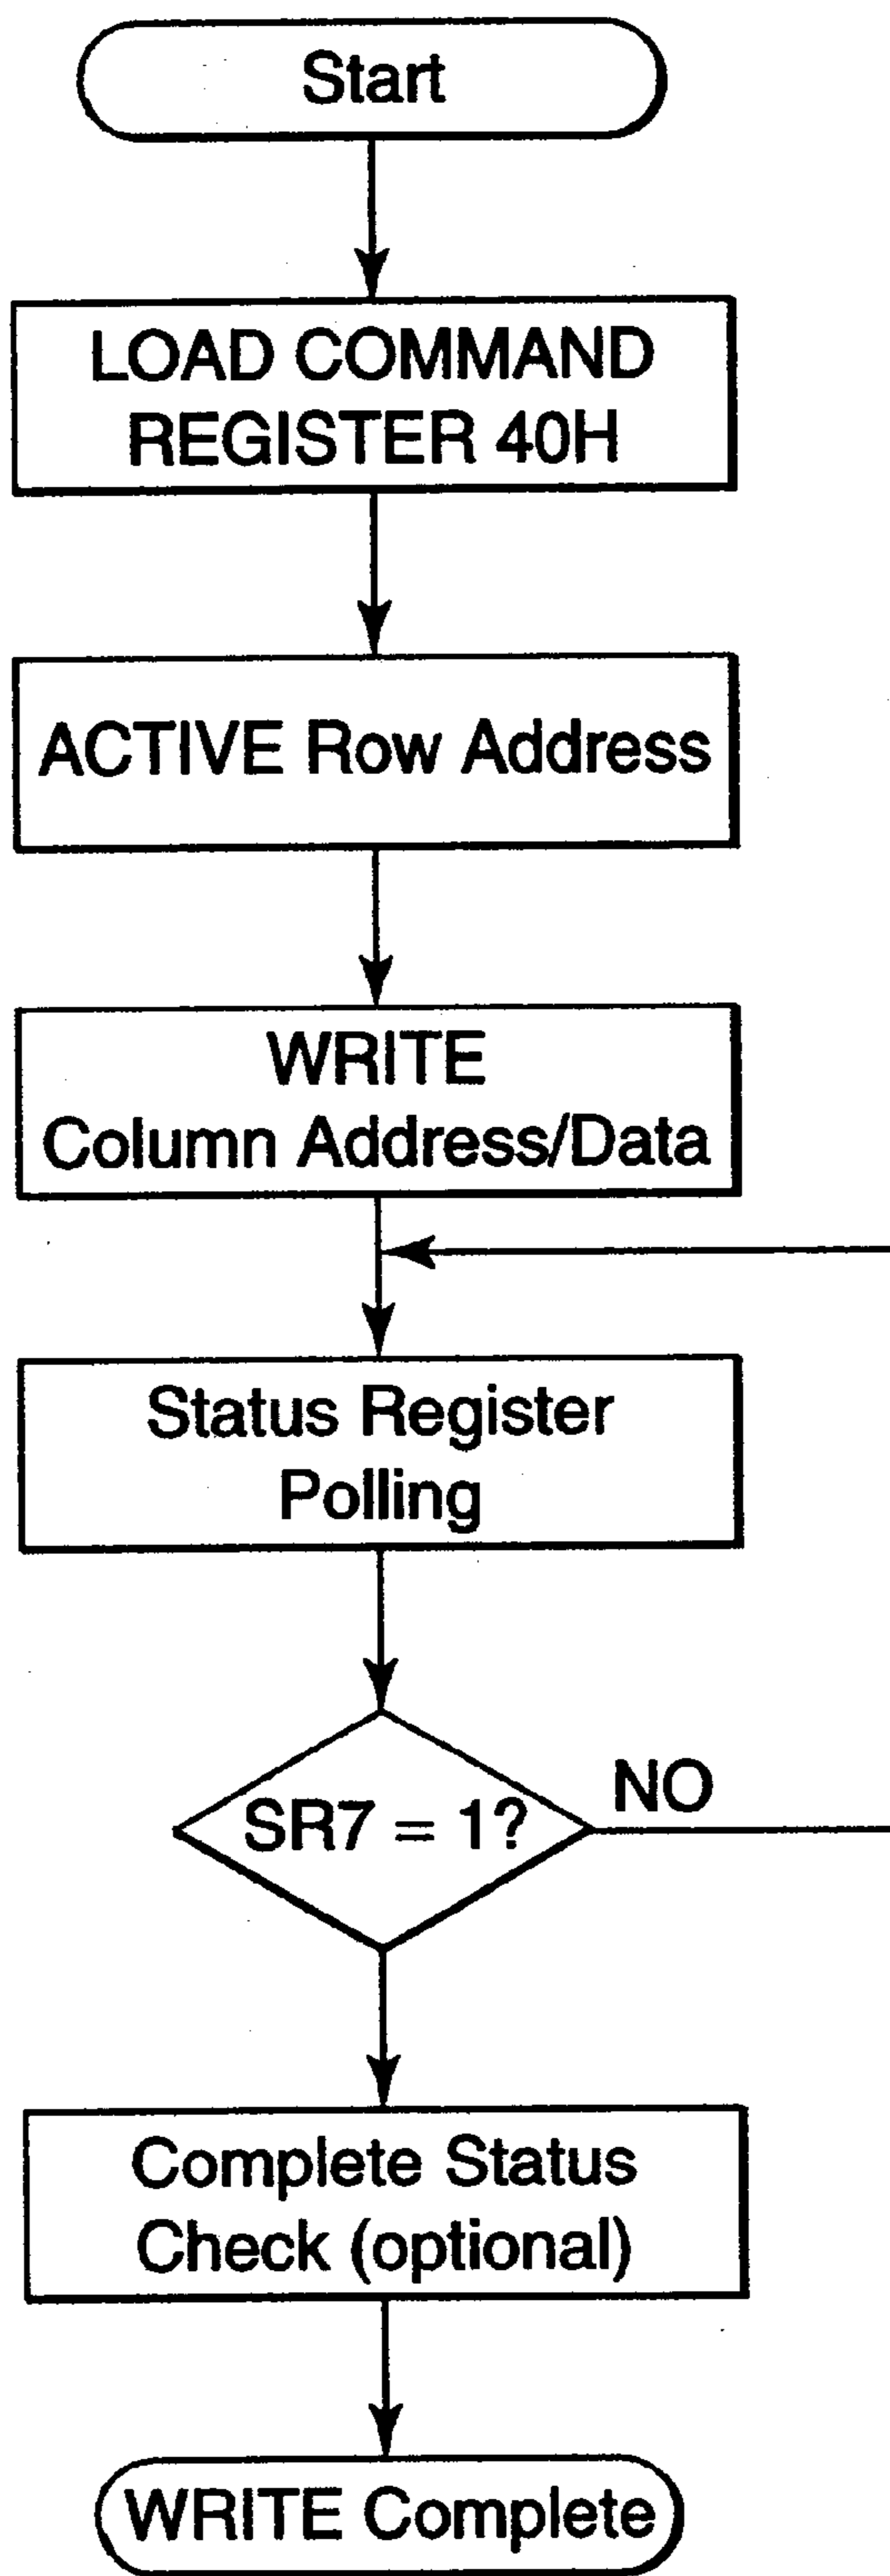 Start
LOAD COMMAND
REGISTER 40H
ACTIVE Row Address
WRITE
Column Address/Data
Status Register
Polling
SR7 = 1?
NO
Complete Status
Check (optional)
WRITE Complete